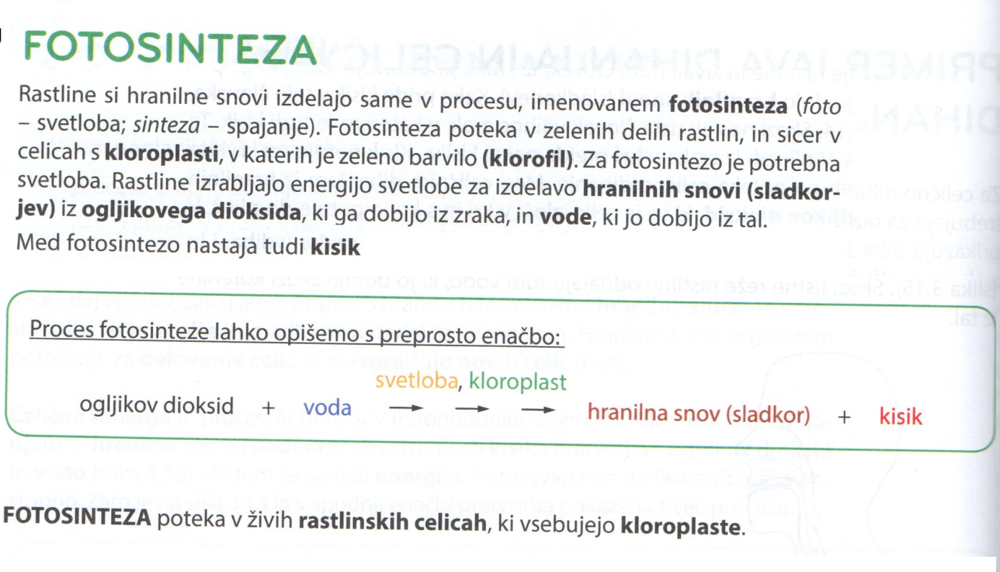 FOTOSINTEZA
Rastline si hranilne snovi izdelajo same v procesu, imenovanem fotosinteza (foto
– svetloba; sinteza – spajanje). Fotosinteza poteka v zelenih delih rastlin, in sicer v
celicah s kloroplasti, v katerih je zeleno barvilo (klorofil). Za fotosintezo je potrebna
svetloba. Rastline izrabljajo energijo svetlobe za izdelavo hranilnih snovi (sladkor-
jev) iz ogljikovega dioksida, ki ga dobijo iz zraka, in vode, ki jo dobijo iz tal.
Med fotosintezo nastaja tudi kisik
Proces fotosinteze lahko opišemo s preprosto enačbo:
svetloba, kloroplast
ogljikov dioksid + voda → → → hranilna snov (sladkor) + kisik
FOTOSINTEZA poteka v živih rastlinskih celicah, ki vsebujejo kloroplaste.